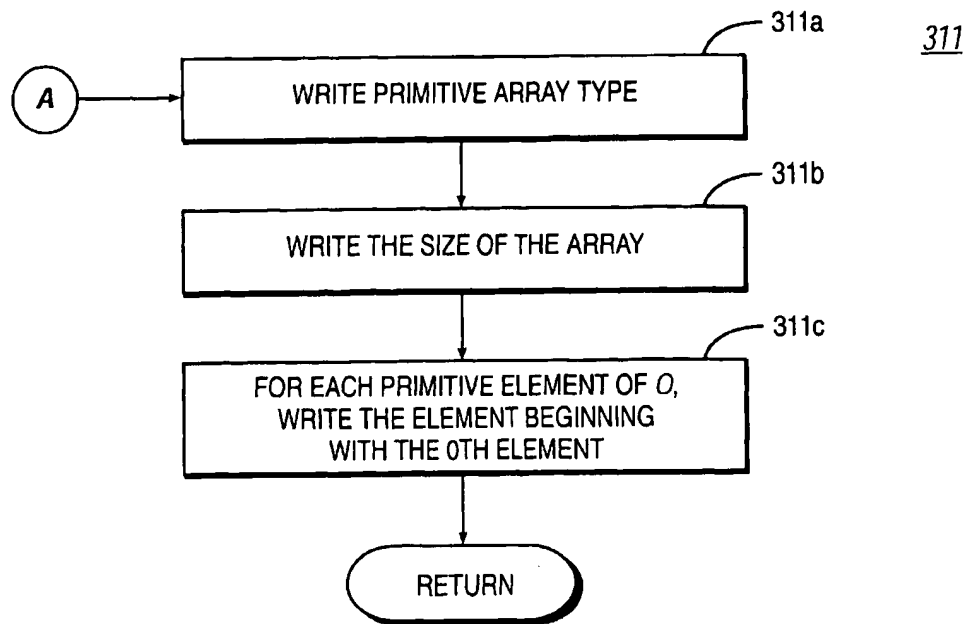 311a
311
A
WRITE PRIMITIVE ARRAY TYPE
311b
WRITE THE SIZE OF THE ARRAY
311c
FOR EACH PRIMITIVE ELEMENT OF O,
WRITE THE ELEMENT BEGINNING
WITH THE 0TH ELEMENT
RETURN